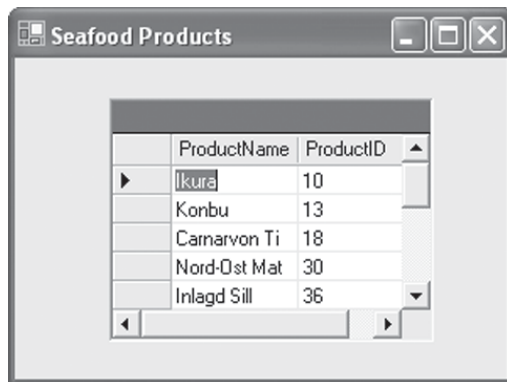 Seafood Products
ProductName ProductID
Ikura 10
Konbu 13
Carnarvon Ti 18
Nord-Ost Mat 30
Inlagd Sill 36